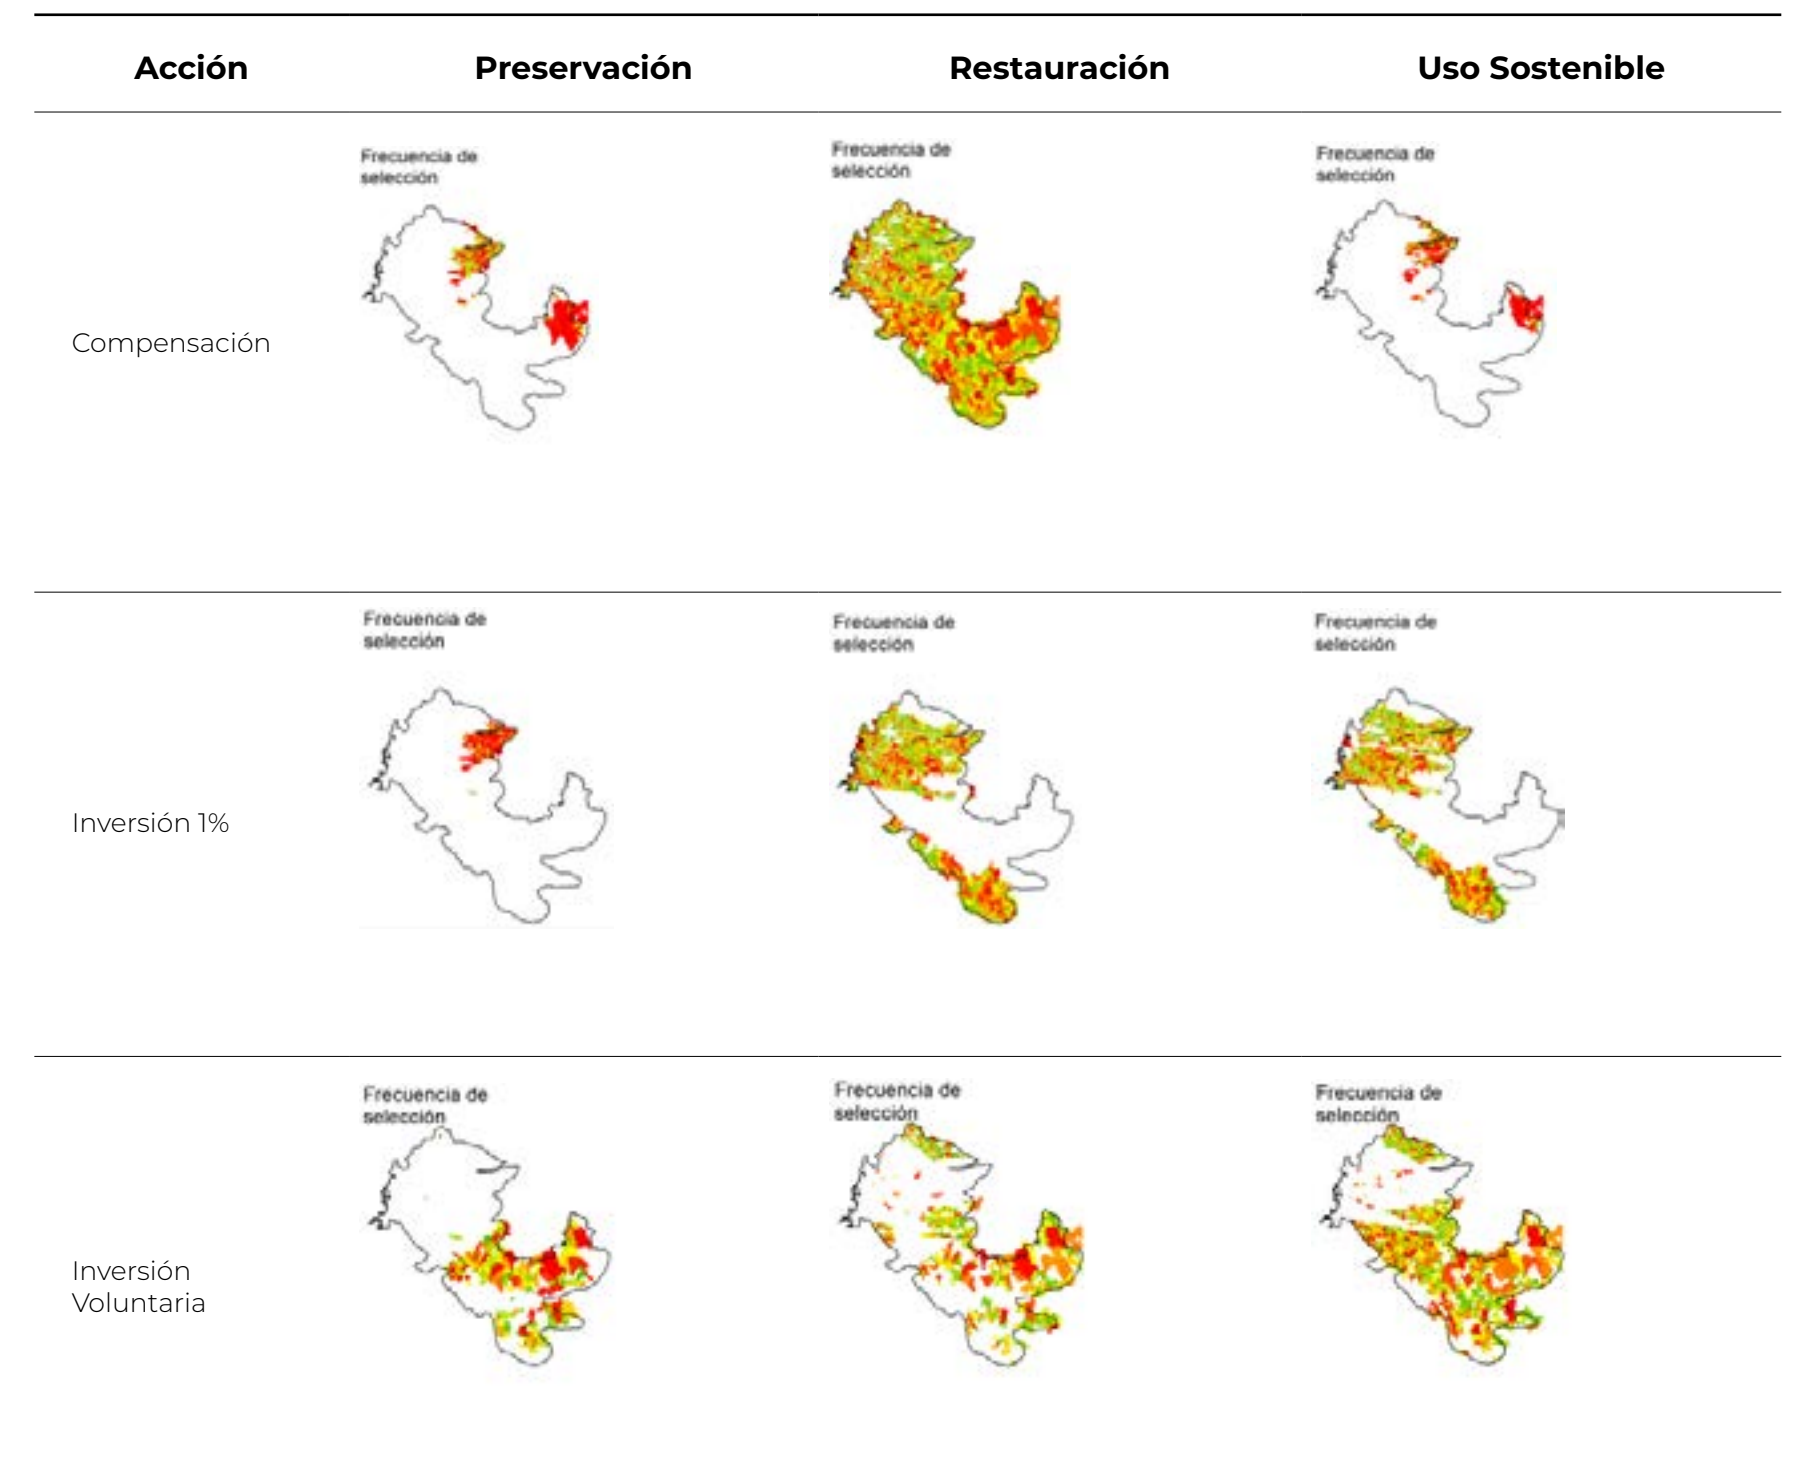 Acción Preservación Restauración Uso Sostenible
Frecuencia de
selección
Frecuencia de
selección
Frecuencia de
selección
Compensación
Frecuencia de
selección
Frecuencia de
selección
Frecuencia de
selección
Inversión 1%
Frecuencia de
selección
Frecuencia de
selección
Frecuencia de
selección
Inversión
Voluntaria